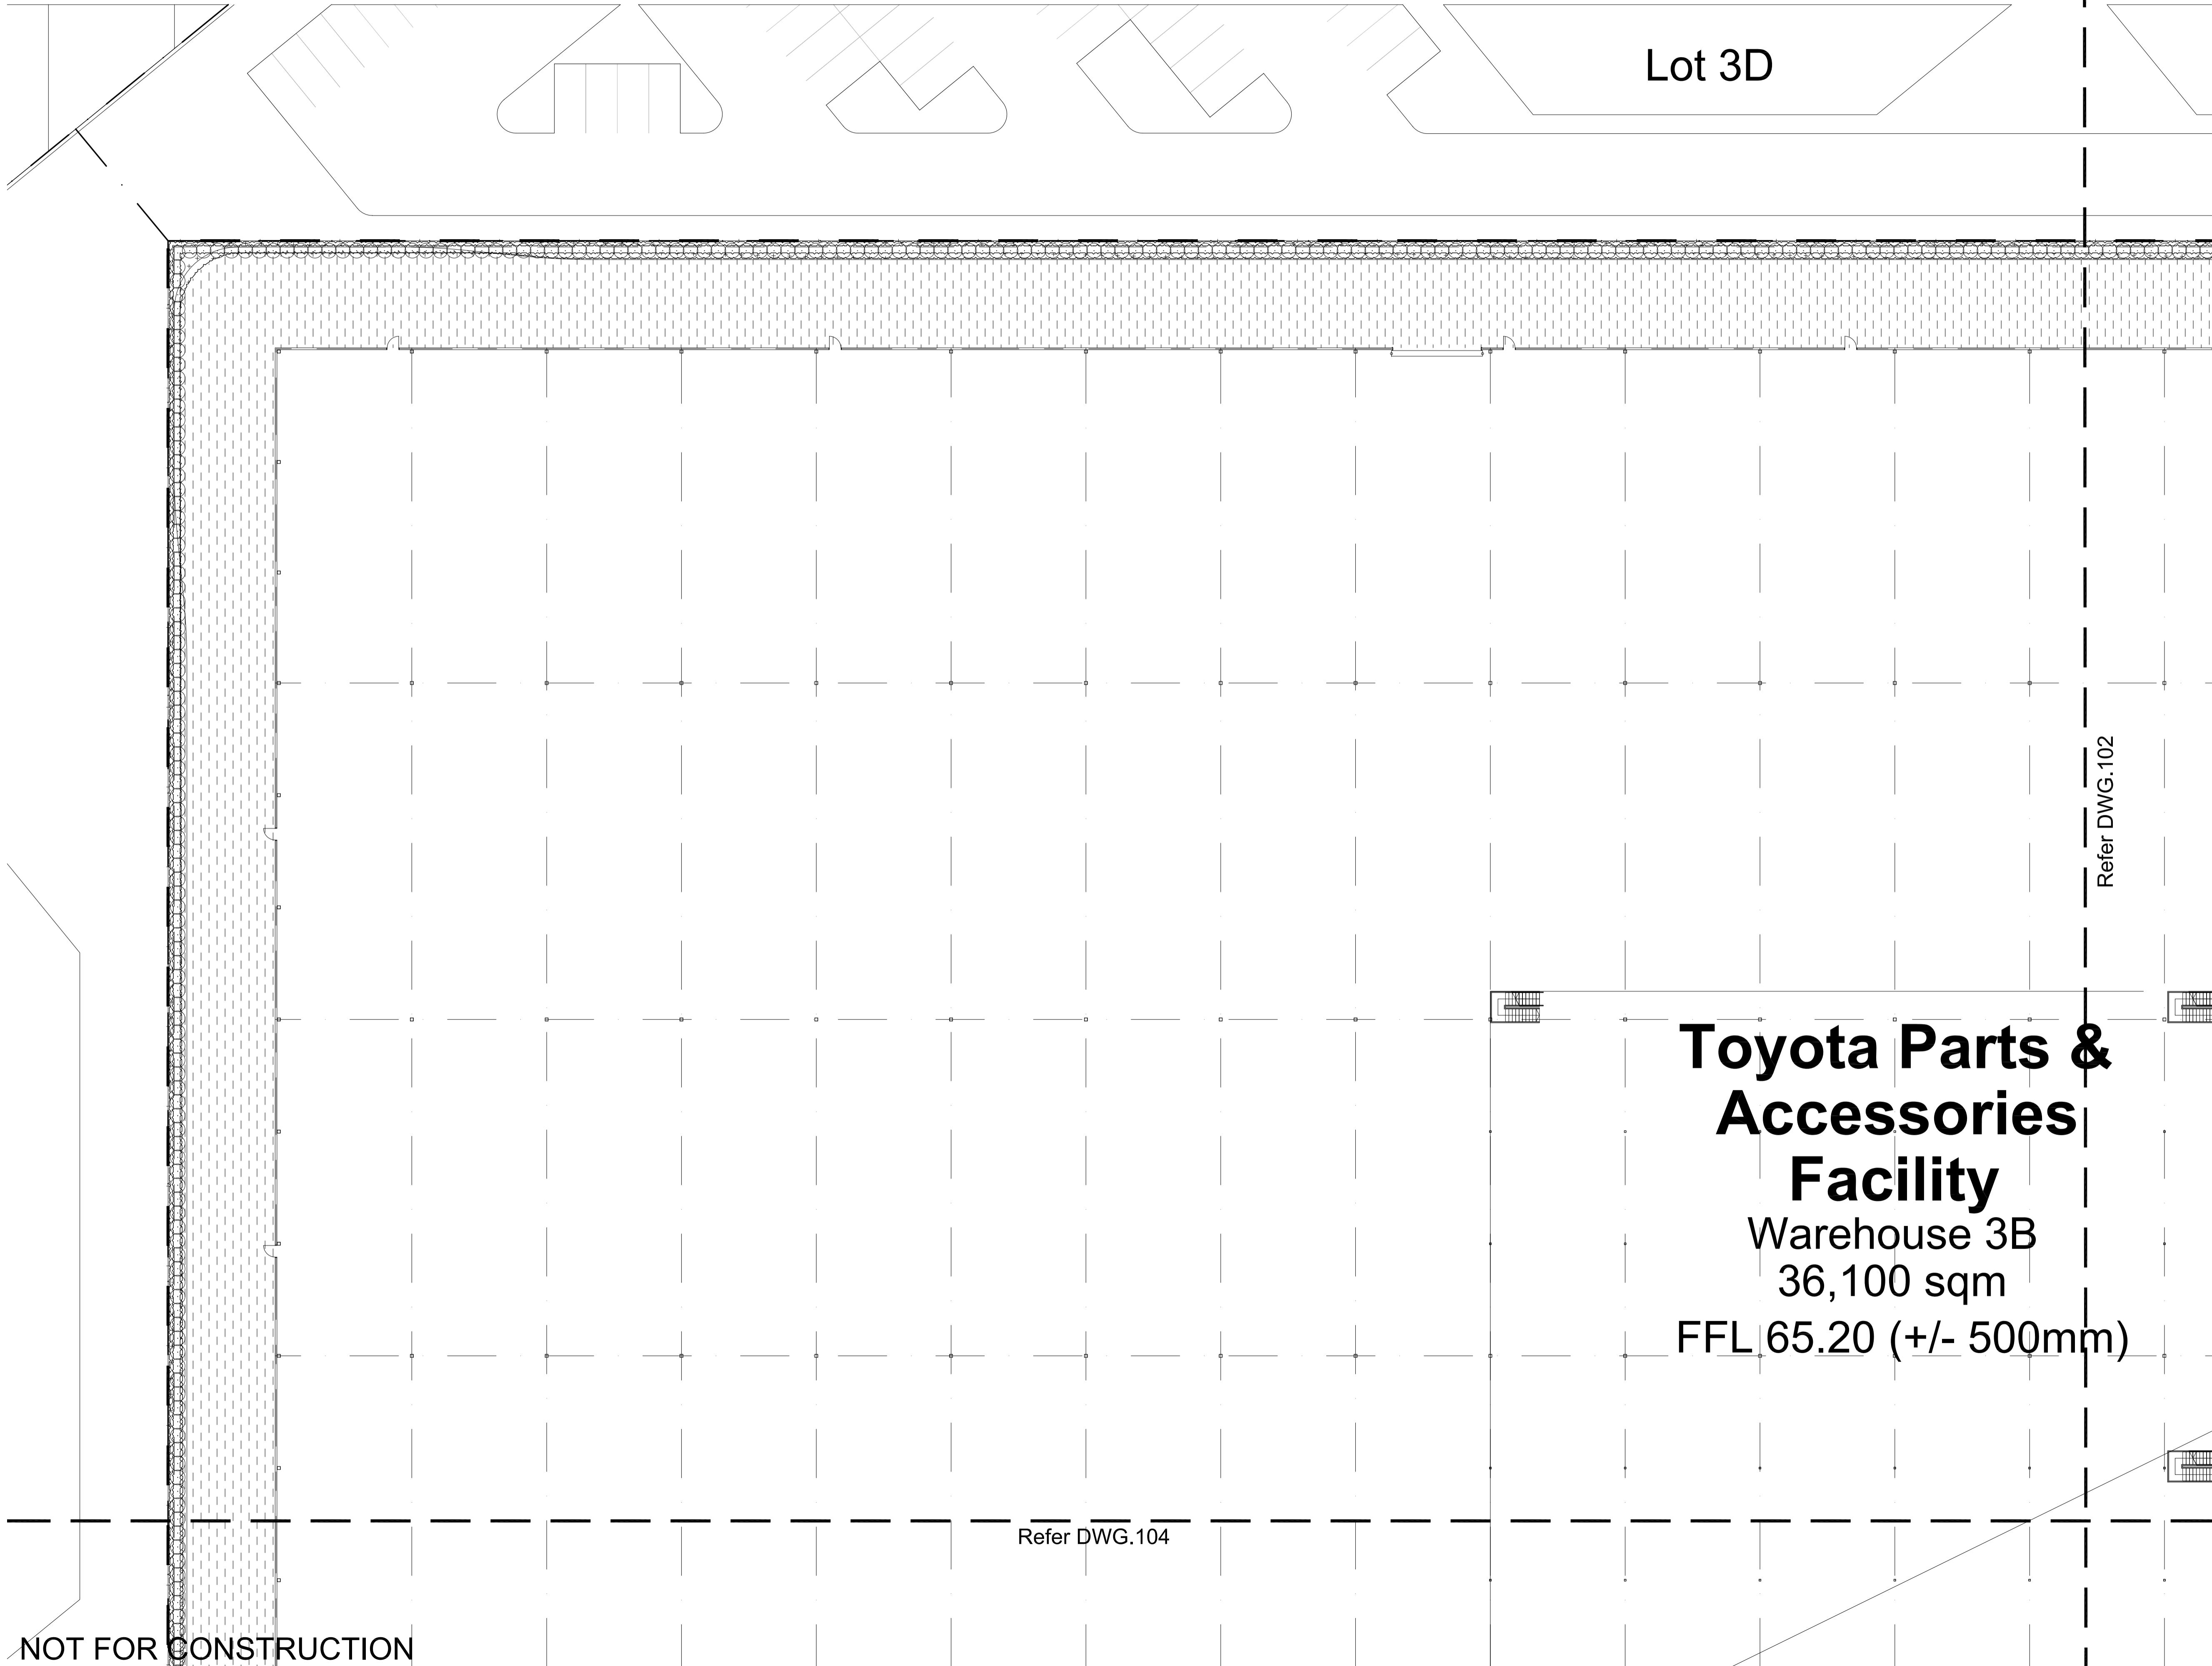 Lot 3D
Refer DWG.102
Toyota Parts &
Accessories
Facility
Warehouse 3B
36,100 sqm
FFL 65.20 (+/- 500mm)
Refer DWG.104
NOT FOR CONSTRUCTION